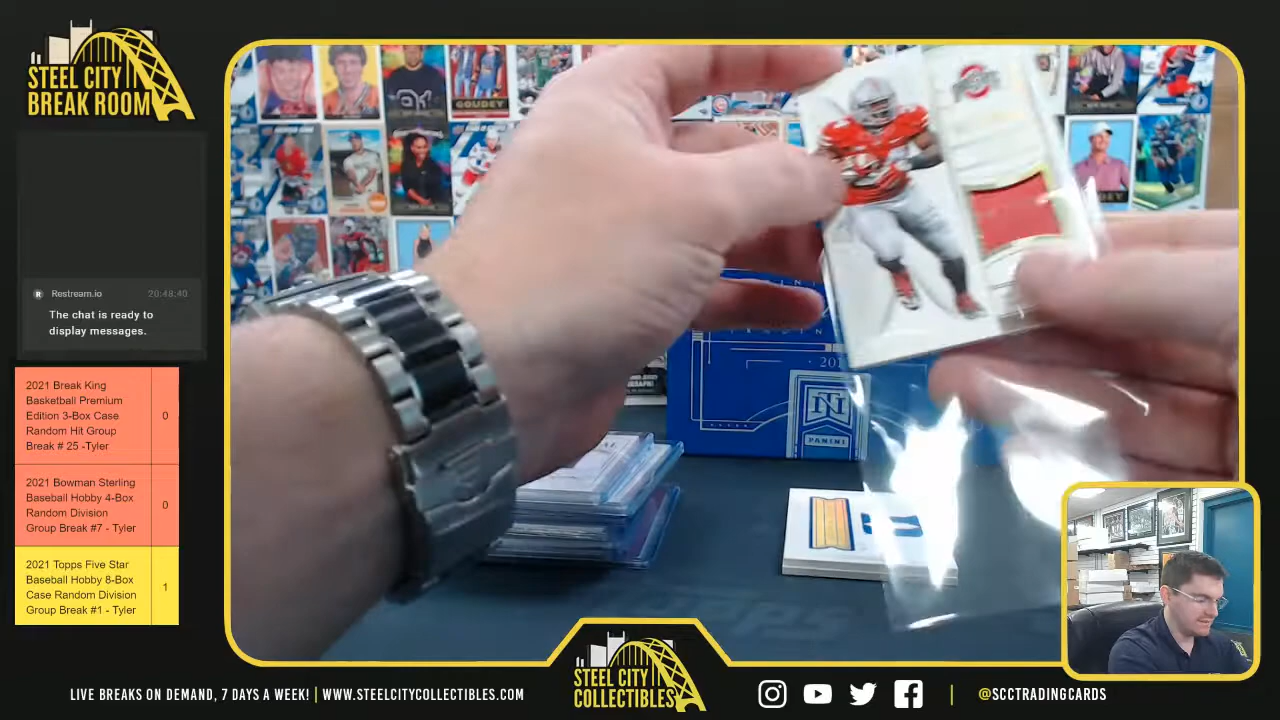 STEEL CITY
BREAK ROOM
Restream.io 20:48:40
The chat is ready to
display messages.
2021 Break King
Basketball Premium
Edition 3-Box Case
Random Hit Group
Break # 25 -Tyler
0
2021 Bowman Sterling
Baseball Hobby 4-Box
Random Division
Group Break #7 - Tyler
0
2021 Topps Five Star
Baseball Hobby 8-Box
Case Random Division
Group Break #1 - Tyler
1
GOUDEY
PANINI
STEEL CITY
COLLECTIBLES
LIVE BREAKS ON DEMAND, 7 DAYS A WEEK! | WWW.STEELCITYCOLLECTIBLES.COM
| @SCCTRADINGCARDS